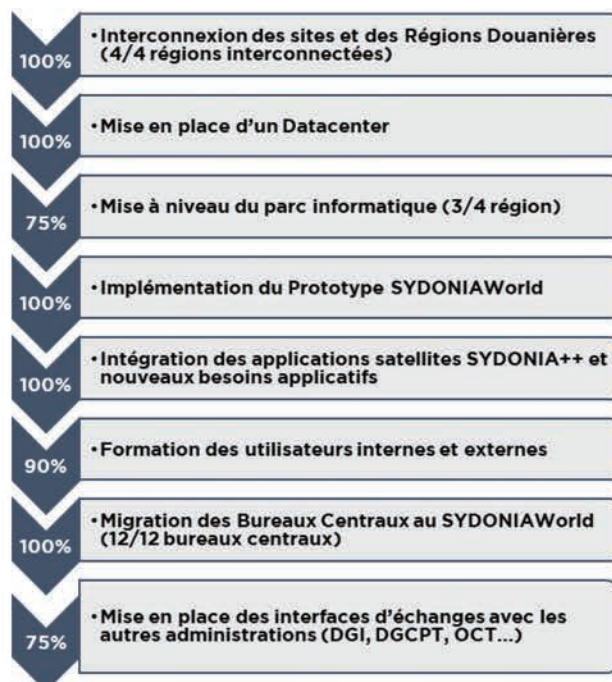 100%
• Interconnexion des sites et des Régions Douanières
(4/4 régions interconnectées)
100%
• Mise en place d'un Datacenter
75%
• Mise à niveau du parc informatique (3/4 région)
100%
• Implémentation du Prototype SYDONIAWorld
100%
• Intégration des applications satellites SYDONIA++ et
nouveaux besoins applicatifs
90%
• Formation des utilisateurs internes et externes
100%
• Migration des Bureaux Centraux au SYDONIAWorld
(12/12 bureaux centraux)
75%
• Mise en place des interfaces d'échanges avec les
autres administrations (DGI, DGCPT, OCT...)